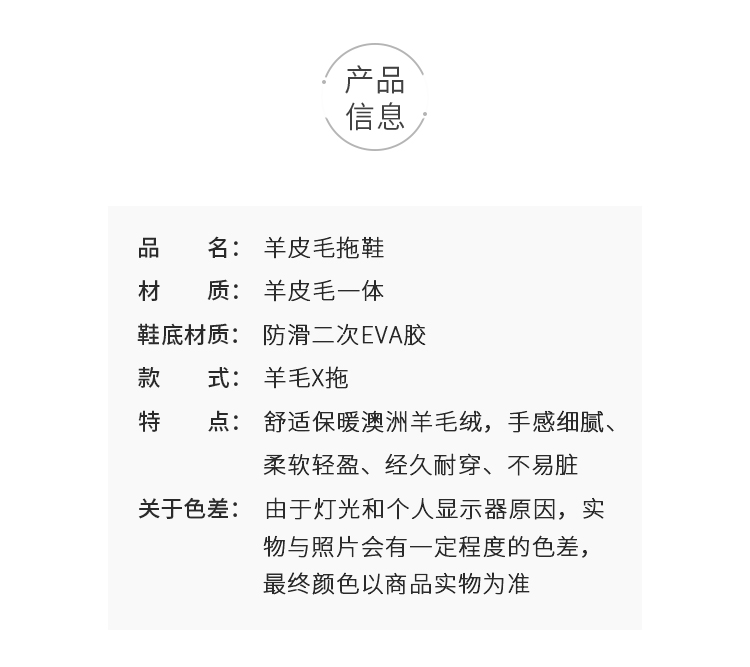 产品
信息
品 名： 羊皮毛拖鞋
材 质： 羊皮毛一体
鞋底材质： 防滑二次EVA胶
款 式： 羊毛X拖
特 点： 舒适保暖澳洲羊毛绒，手感细腻、
柔软轻盈、经久耐穿、不易脏
关于色差： 由于灯光和个人显示器原因，实
物与照片会有一定程度的色差，
最终颜色以商品实物为准